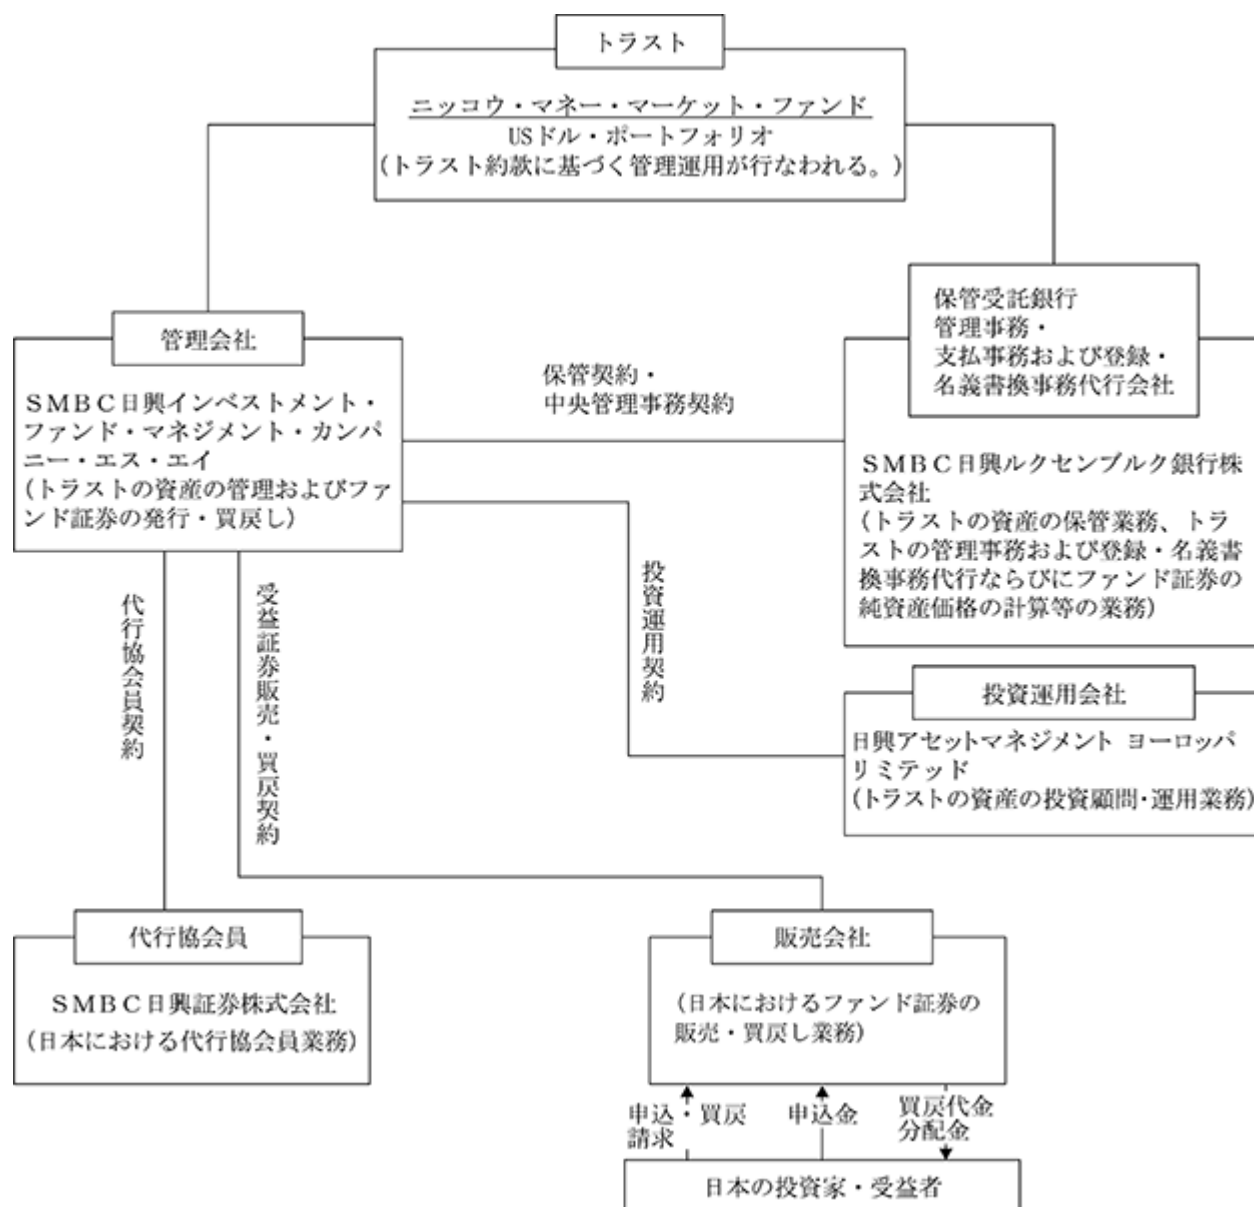 トラスト
ニッコウ・マネー・マーケット・ファンド
USドル・ポートフォリオ
(トラスト約款に基づく管理運用が行なわれる。)
管理会社
SMBC日興インベストメント・
ファンド・マネジメント・カンパ
ニー・エス・エイ
(トラストの資産の管理およびファ
ンド証券の発行・買戻し)
保管契約・
中央管理事務契約
保管受託銀行
管理事務・
支払事務および登録・
名義書換事務代行会社
SMBC日興ルクセンブルク銀行株
式会社
(トラストの資産の保管業務、トラ
ストの管理事務および登録・名義書
換事務代行ならびにファンド証券の
純資産価格の計算等の業務)
代行協会員契約
受益証券販売・買戻契約
投資運用契約
投資運用会社
日興アセットマネジメント ヨーロッパ
リミテッド
(トラストの資産の投資顧問・運用業務)
代行協会員
SMBC日興証券株式会社
(日本における代行協会員業務)
販売会社
(日本におけるファンド証券の
販売・買戻し業務)
申込・買戻
請求
申込金
買戻代金
分配金
日本の投資家・受益者